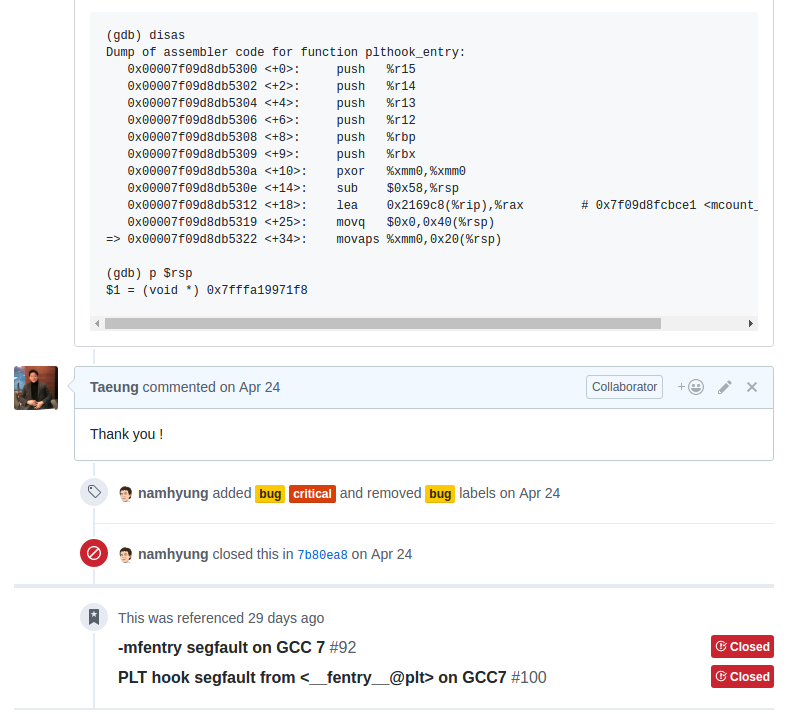 (gdb) disas
Dump of assembler code for function plthook_entry:
0x00007f09d8db5300 <+0>: push %r15
0x00007f09d8db5302 <+2>: push %r14
0x00007f09d8db5304 <+4>: push %r13
0x00007f09d8db5306 <+6>: push %r12
0x00007f09d8db5308 <+8>: push %rbp
0x00007f09d8db5309 <+9>: push %rbx
0x00007f09d8db530a <+10>: pxor %xmm0,%xmm0
0x00007f09d8db530e <+14>: sub $0x58,%rsp
0x00007f09d8db5312 <+18>: lea 0x2169c8(%rip),%rax # 0x7f09d8fcbce1 <mcount_
0x00007f09d8db5319 <+25>: movq $0x0,0x40(%rsp)
=> 0x00007f09d8db5322 <+34>: movaps %xmm0,0x20(%rsp)
(gdb) p $rsp
$1 = (void *) 0x7fffa19971f8
Taeung commented on Apr 24 Collaborator
Thank you !
namhyung added bug critical and removed bug labels on Apr 24
namhyung closed this in 7b80ea8 on Apr 24
This was referenced 29 days ago
-mfentry segfault on GCC 7 #92 Closed
PLT hook segfault from <__fentry__@plt> on GCC7 #100 Closed